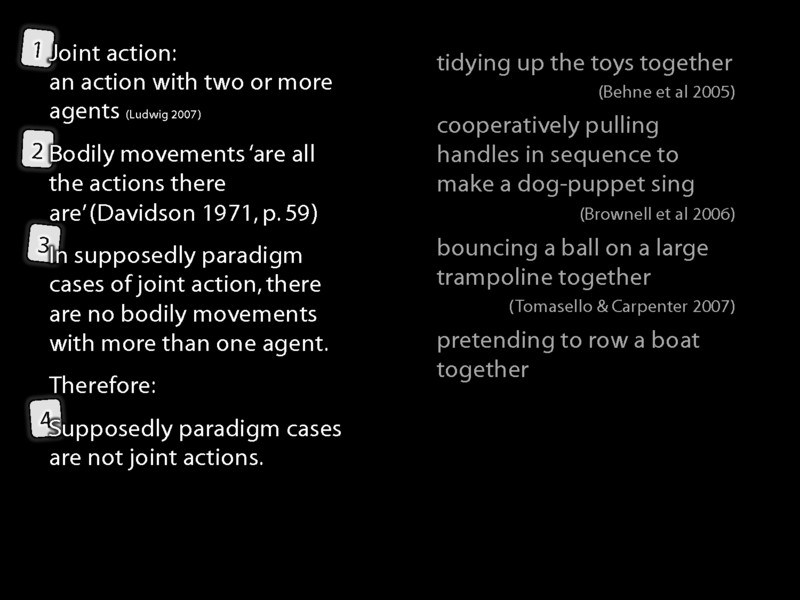 1 Joint action:
an action with two or more
agents (Ludwig 2007)
2 Bodily movements ‘are all
the actions there
are’ (Davidson 1971, p. 59)
3 In supposedly paradigm
cases of joint action, there
are no bodily movements
with more than one agent.
Therefore:
4 Supposedly paradigm cases
are not joint actions.
tidying up the toys together
(Behne et al 2005)
cooperatively pulling
handles in sequence to
make a dog-puppet sing
(Brownell et al 2006)
bouncing a ball on a large
trampoline together
(Tomasello & Carpenter 2007)
pretending to row a boat
together